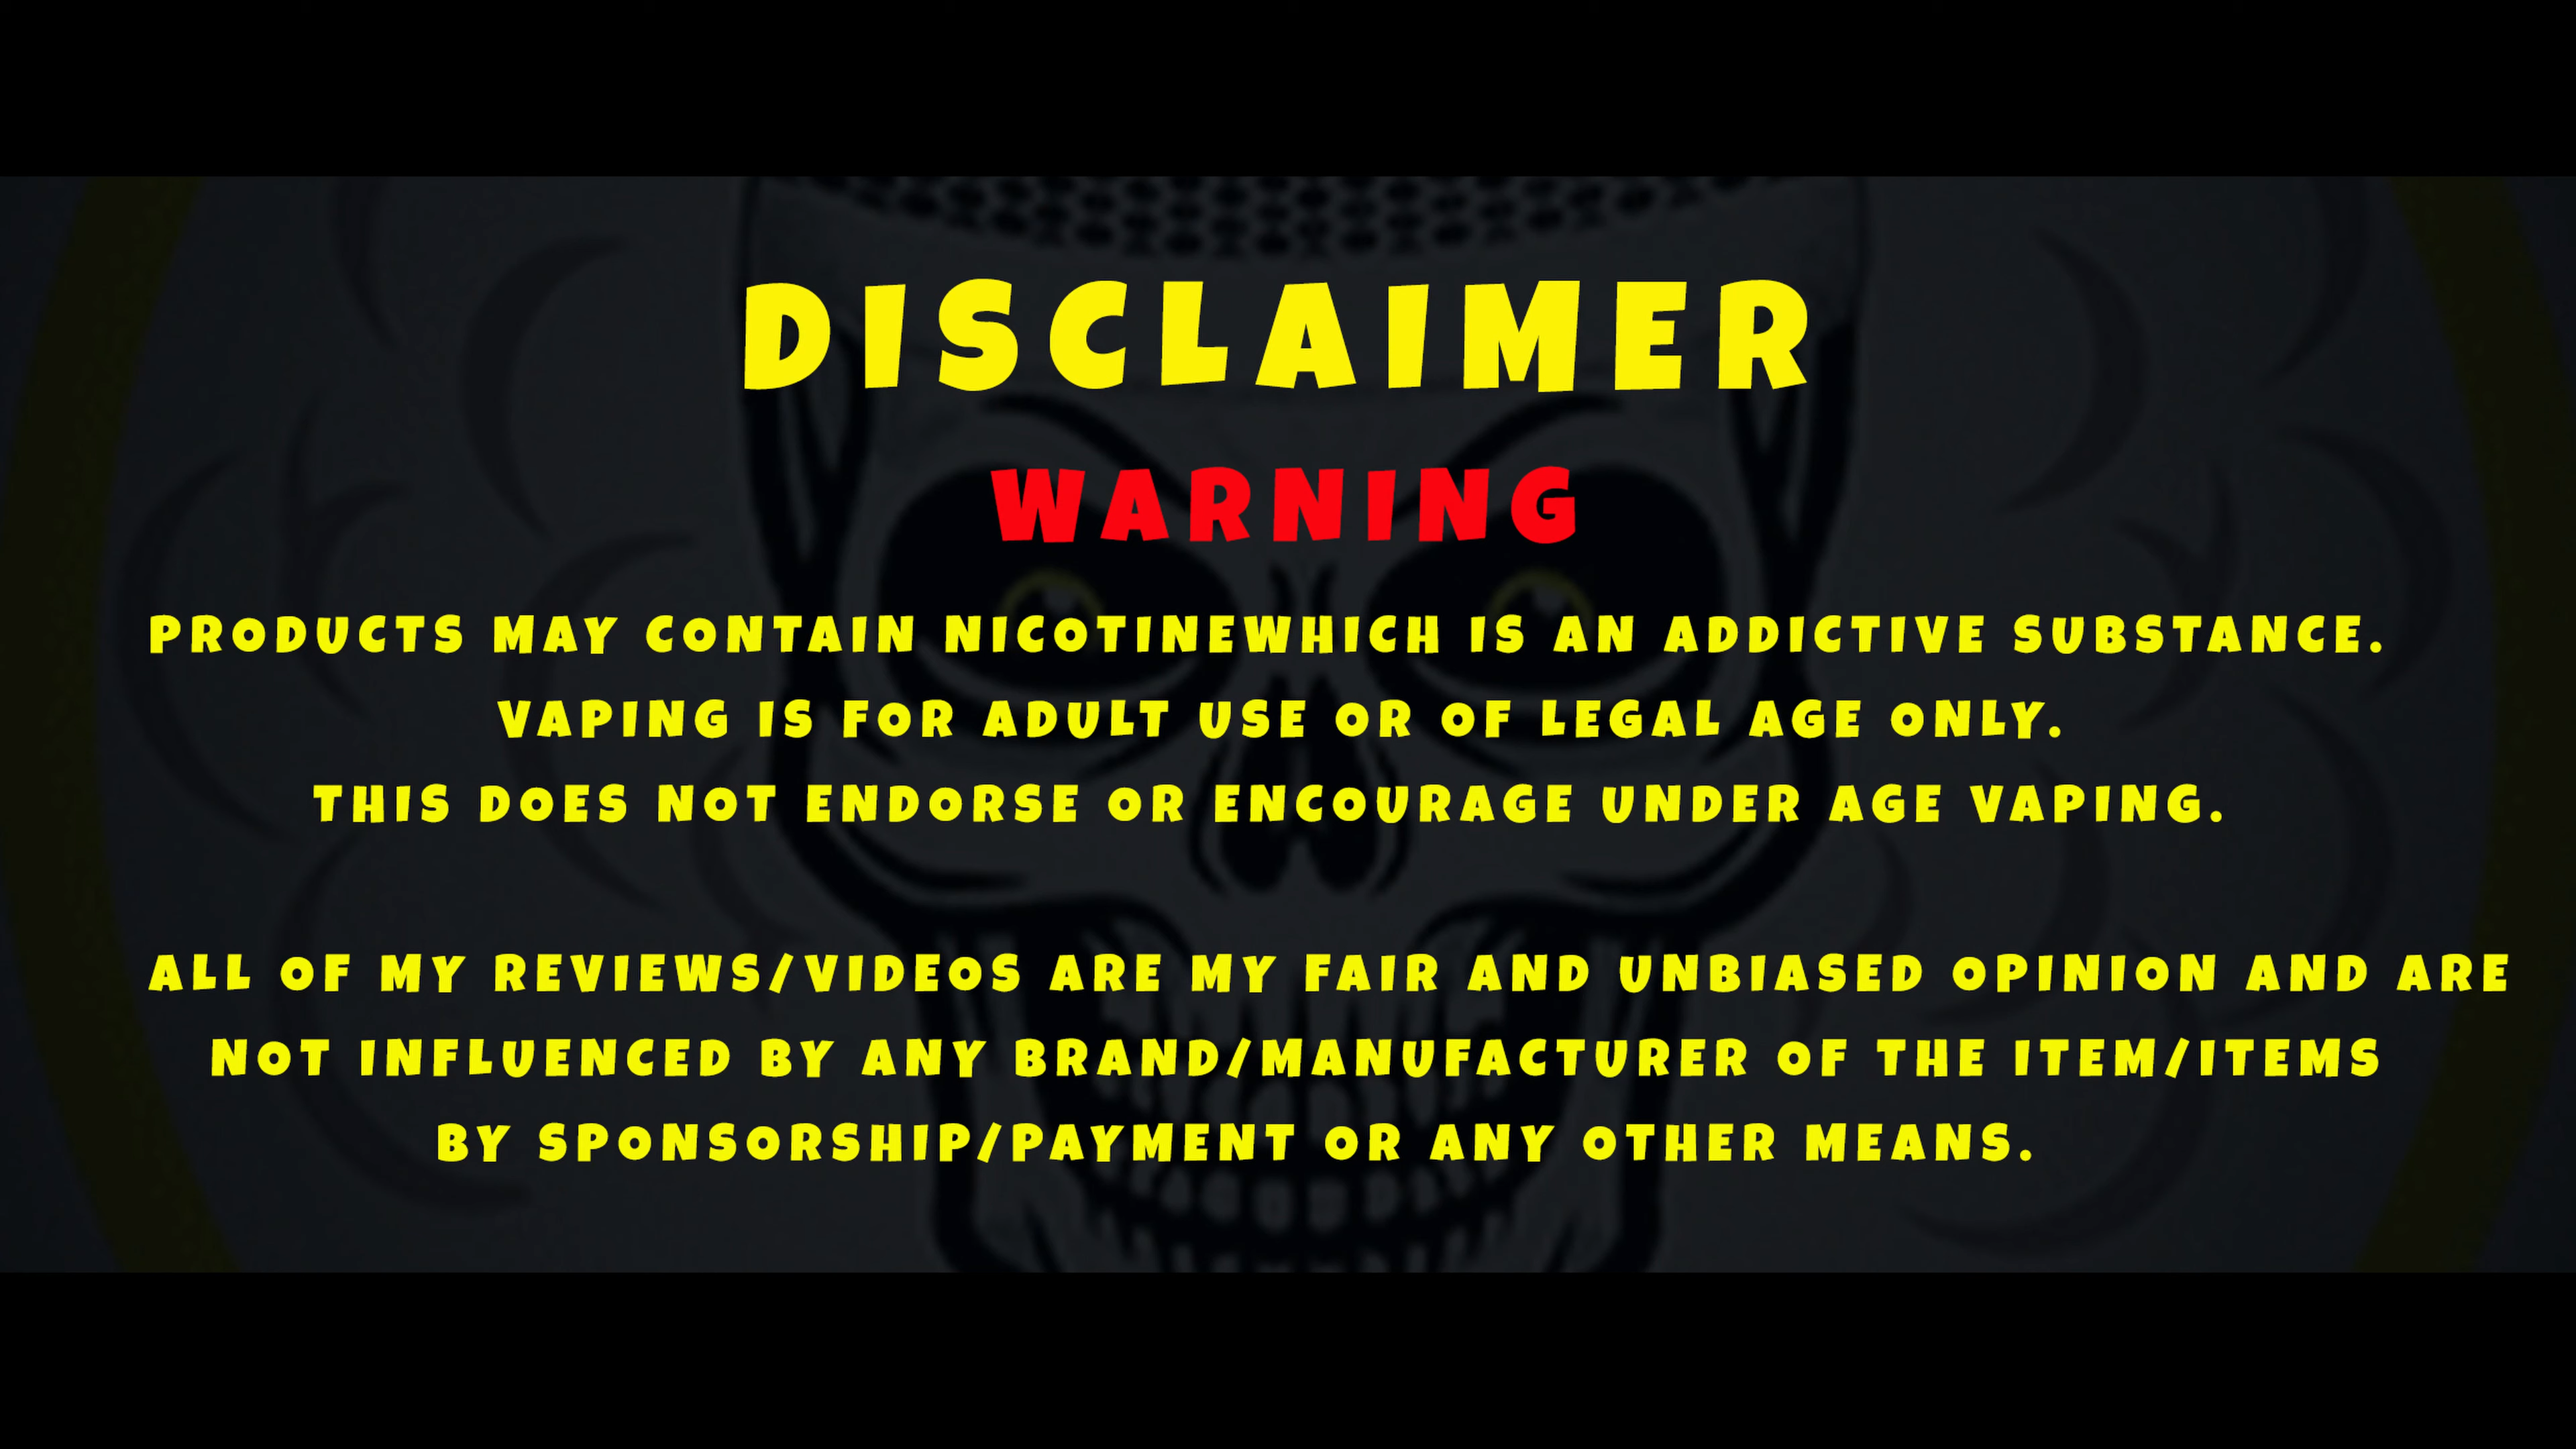 DISCLAIMER
WARNING
PRODUCTS MAY CONTAIN NICOTINEWHICH IS AN ADDICTIVE SUBSTANCE.
VAPING IS FOR ADULT USE OR OF LEGAL AGE ONLY.
THIS DOES NOT ENDORSE OR ENCOURAGE UNDER AGE VAPING.
ALL OF MY REVIEWS/VIDEOS ARE MY FAIR AND UNBIASED OPINION AND ARE
NOT INFLUENCED BY ANY BRAND/MANUFACTURER OF THE ITEM/ITEMS
BY SPONSORSHIP/PAYMENT OR ANY OTHER MEANS.